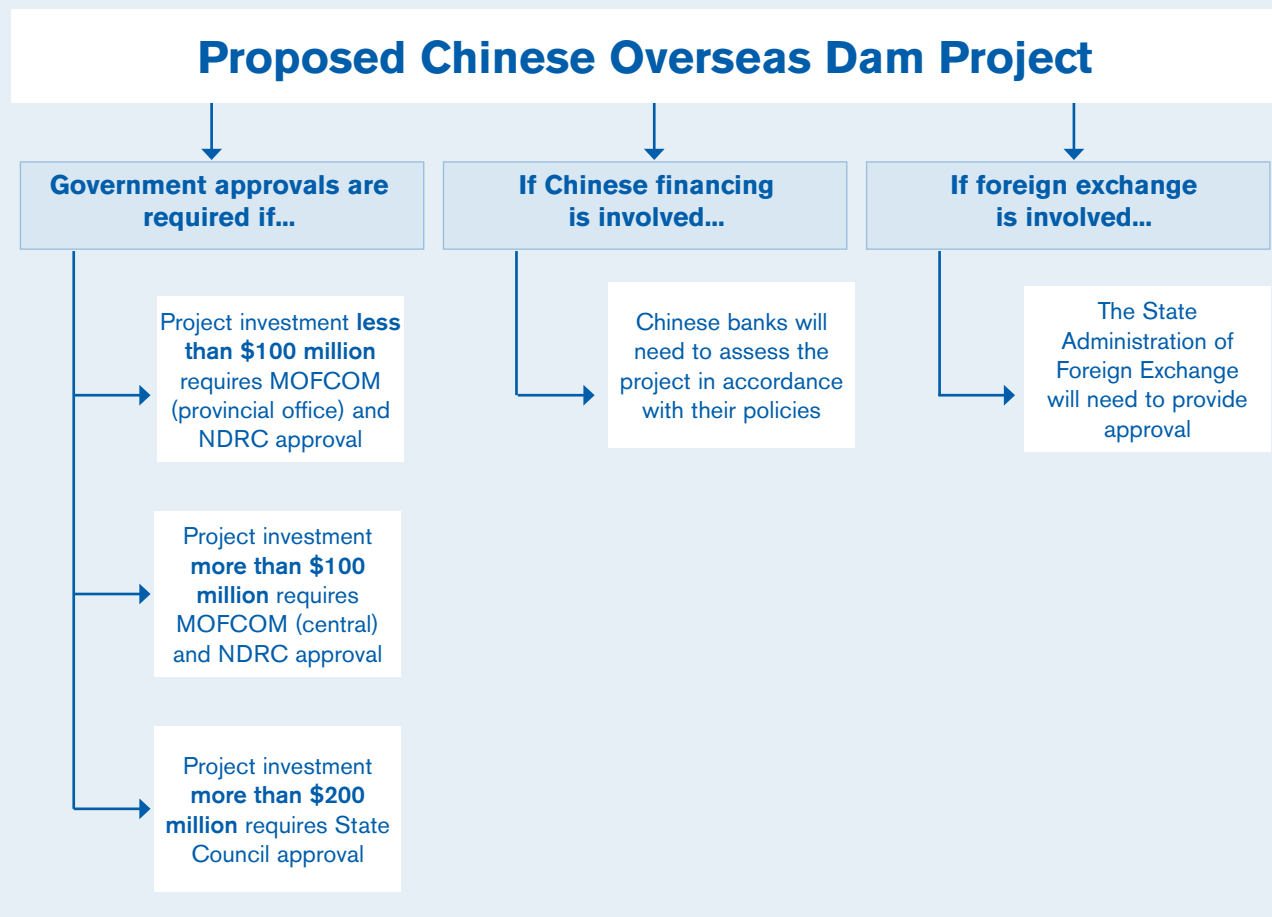 Proposed Chinese Overseas Dam Project
Government approvals are
required if...
Project investment less
than $100 million
requires MOFCOM
(provincial office) and
NDRC approval
Project investment
more than $100
million requires
MOFCOM (central)
and NDRC approval
Project investment
more than $200
million requires State
Council approval
If Chinese financing
is involved...
Chinese banks will
need to assess the
project in accordance
with their policies
If foreign exchange
is involved...
The State
Administration of
Foreign Exchange
will need to provide
approval